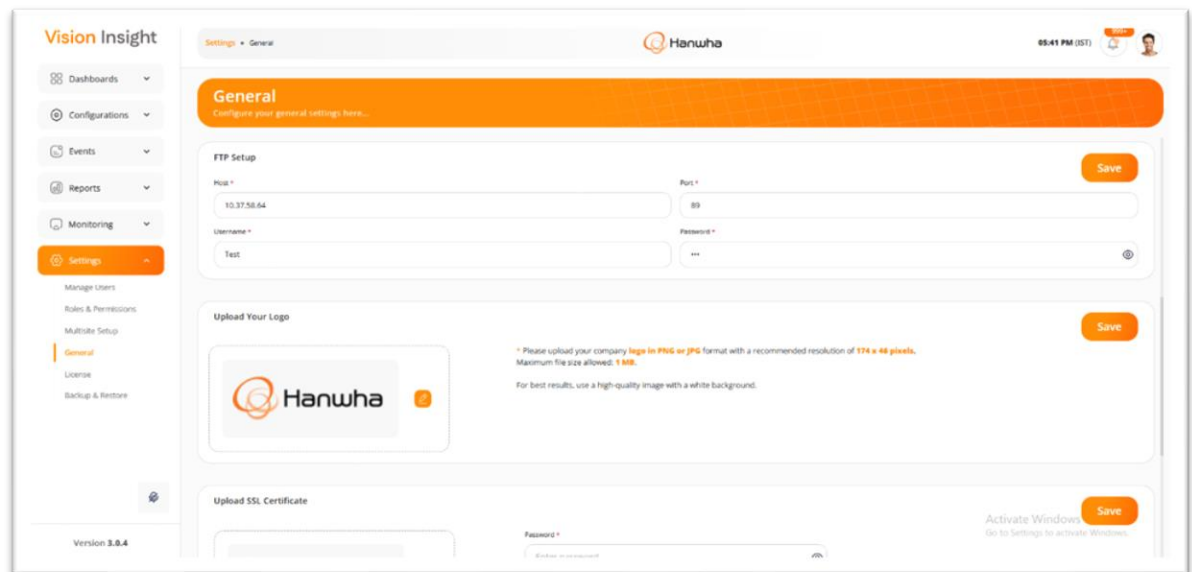 Vision Insight
Settings • General
Hanwha
05:41 PM (IST)
999+
Dashboards
Configurations
Events
Reports
Monitoring
Settings
Manage Users
Roles & Permissions
Multisite Setup
General
License
Backup & Restore
Version 3.0.4
General
Configure your general settings here...
FTP Setup
Save
Host *
Port *
10.37.58.64
89
Username *
Password *
Test
Upload Your Logo
Save
Hanwha
* Please upload your company logo in PNG or JPG format with a recommended resolution of 174 x 48 pixels.
Maximum file size allowed: 1 MB.
For best results, use a high-quality image with a white background.
Upload SSL Certificate
Save
Password *
Enter password
Activate Windows
Go to Settings to activate Windows.